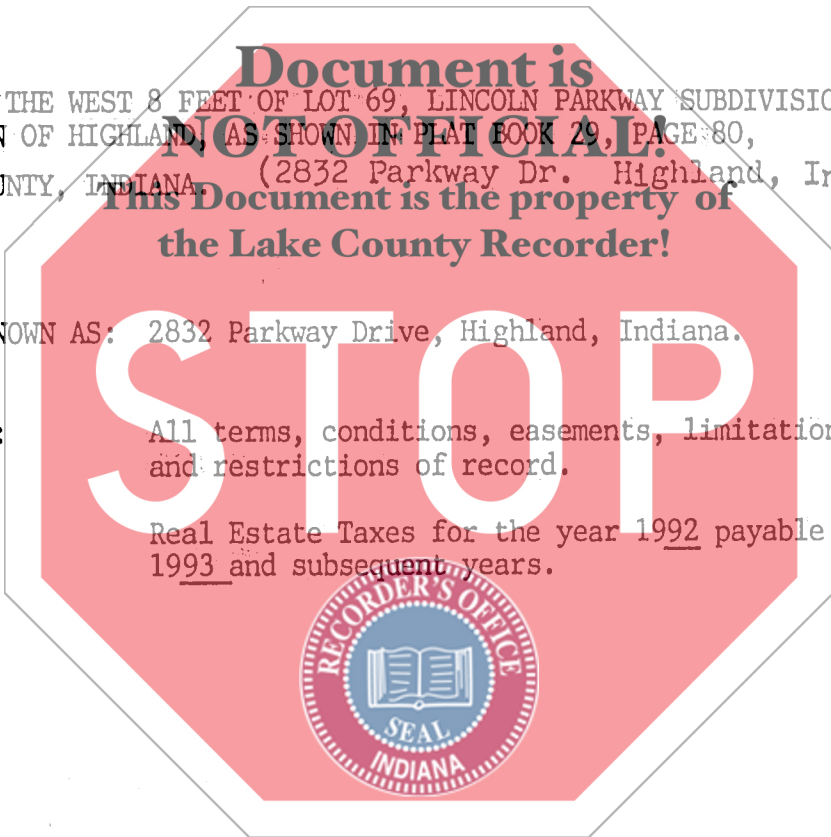 Document is
THE WEST 8 FEET OF LOT 69, LINCOLN PARKWAY SUBDIVISIO
N OF HIGHLAND, AS SHOWN IN PLAT BOOK 29, PAGE 80,
NOT OFFICIAL!
NTY, INDIANA. (2832 Parkway Dr. Highland, In
This Document is the property of
the Lake County Recorder!
NOWN AS: 2832 Parkway Drive, Highland, Indiana.
STOP
: All terms, conditions, easements, limitation
and restrictions of record.
Real Estate Taxes for the year 1992 payable
1993 and subsequent years.
RECORDER'S OFFICE
SEAL
INDIANA